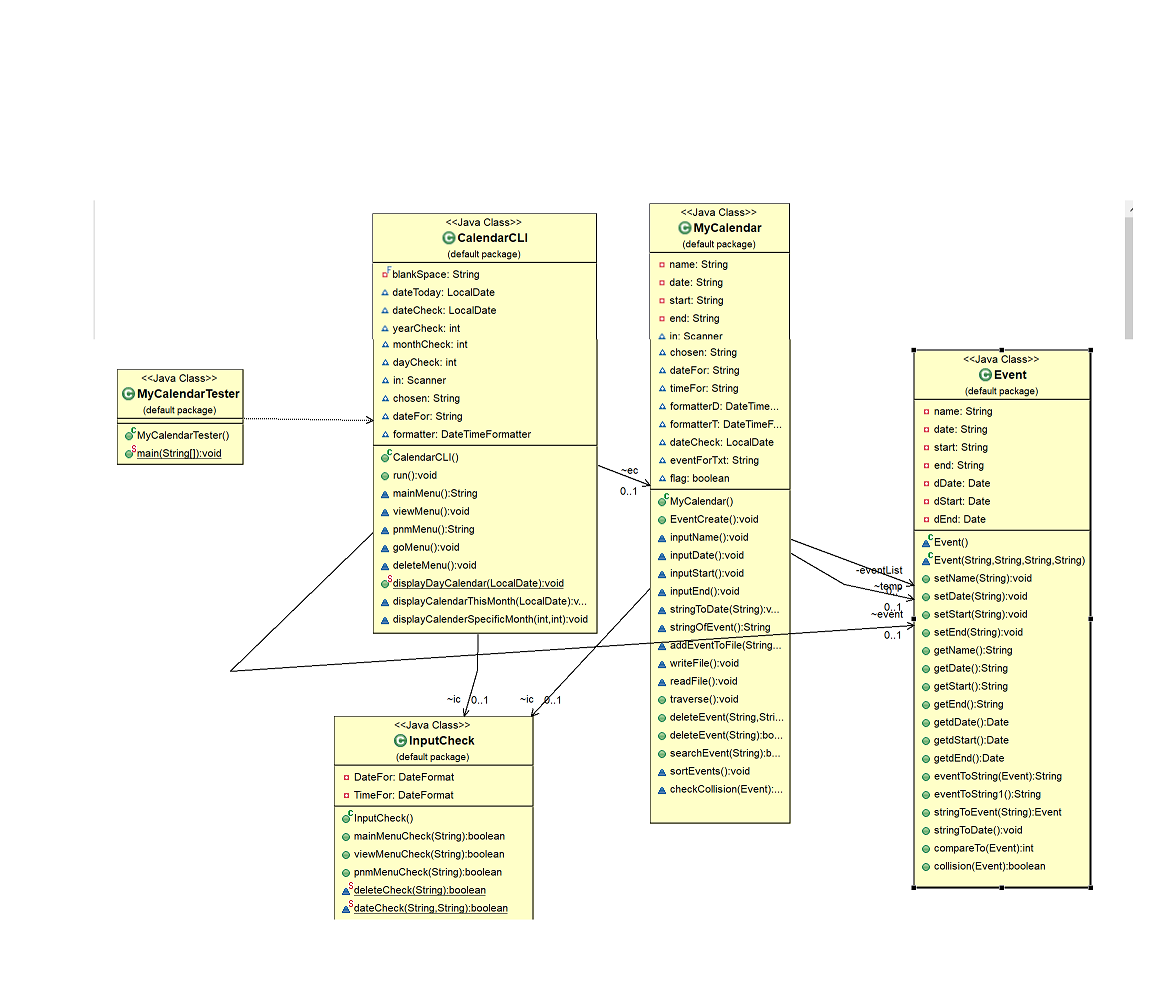 <<Java Class>>
MyCalendarTester
(default package)
MyCalendarTester()
main(String[]):void
<<Java Class>>
CalendarCLI
(default package)
blankSpace: String
dateToday: LocalDate
dateCheck: LocalDate
yearCheck: int
monthCheck: int
dayCheck: int
in: Scanner
chosen: String
dateFor: String
formatter: DateTimeFormatter
CalendarCLI()
run():void
mainMenu():String
viewMenu():void
pnmMenu():String
goMenu():void
deleteMenu():void
displayDayCalendar(LocalDate):void
displayCalendarThisMonth(LocalDate):v...
displayCalenderSpecificMonth(int,int):void
~ec
0..1
<<Java Class>>
MyCalendar
(default package)
name: String
date: String
start: String
end: String
in: Scanner
chosen: String
dateFor: String
timeFor: String
formatterD: DateTime...
formatterT: DateTimeF...
dateCheck: LocalDate
eventForTxt: String
flag: boolean
MyCalendar()
EventCreate():void
inputName():void
inputDate():void
inputStart():void
inputEnd():void
stringToDate(String):v...
stringOfEvent():String
addEventToFile(String...
writeFile():void
readFile():void
traverse():void
deleteEvent(String,Stri...
deleteEvent(String):bo...
searchEvent(String):b...
sortEvents():void
checkCollision(Event):...
-eventList
~temp
0..1
~event
0..1
<<Java Class>>
Event
(default package)
name: String
date: String
start: String
end: String
dDate: Date
dStart: Date
dEnd: Date
Event()
Event(String,String,String,String)
setName(String):void
setDate(String):void
setStart(String):void
setEnd(String):void
getName():String
getDate():String
getStart():String
getEnd():String
getdDate():Date
getdStart():Date
getdEnd():Date
eventToString(Event):String
eventToString1():String
stringToEvent(String):Event
stringToDate():void
compareTo(Event):int
collision(Event):boolean
~ic 0..1
~ic 0..1
<<Java Class>>
InputCheck
(default package)
DateFor: DateFormat
TimeFor: DateFormat
InputCheck()
mainMenuCheck(String):boolean
viewMenuCheck(String):boolean
pnmMenuCheck(String):boolean
deleteCheck(String):boolean
dateCheck(String,String):boolean